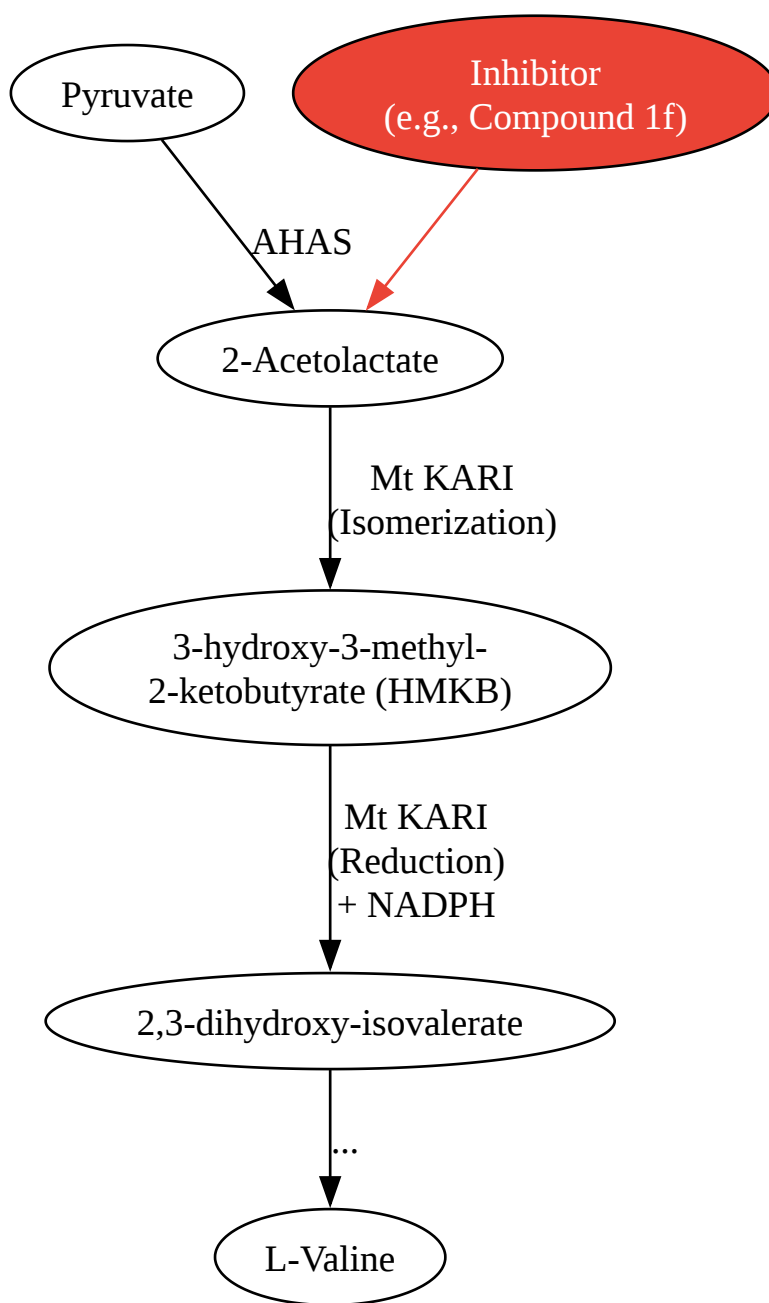 Pyruvate
Inhibitor
(e.g., Compound 1f)
AHAS
2-Acetolactate
Mt KARI
(Isomerization)
3-hydroxy-3-methyl-
2-ketobutyrate (HMKB)
Mt KARI
(Reduction)
+ NADPH
2,3-dihydroxy-isovalerate
...
L-Valine